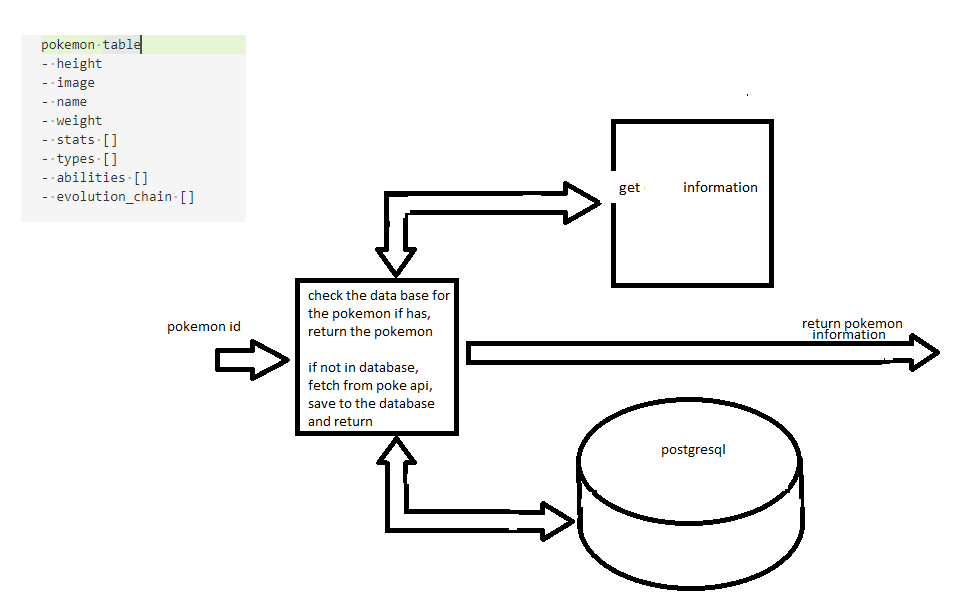 pokemon table
- height
- image
- name
- weight
- stats []
- types []
- abilities []
- evolution_chain []
get information
check the data base for
the pokemon if has,
return the pokemon
if not in database,
fetch from poke api,
save to the database
and return
pokemon id
return pokemon
information
postgresql